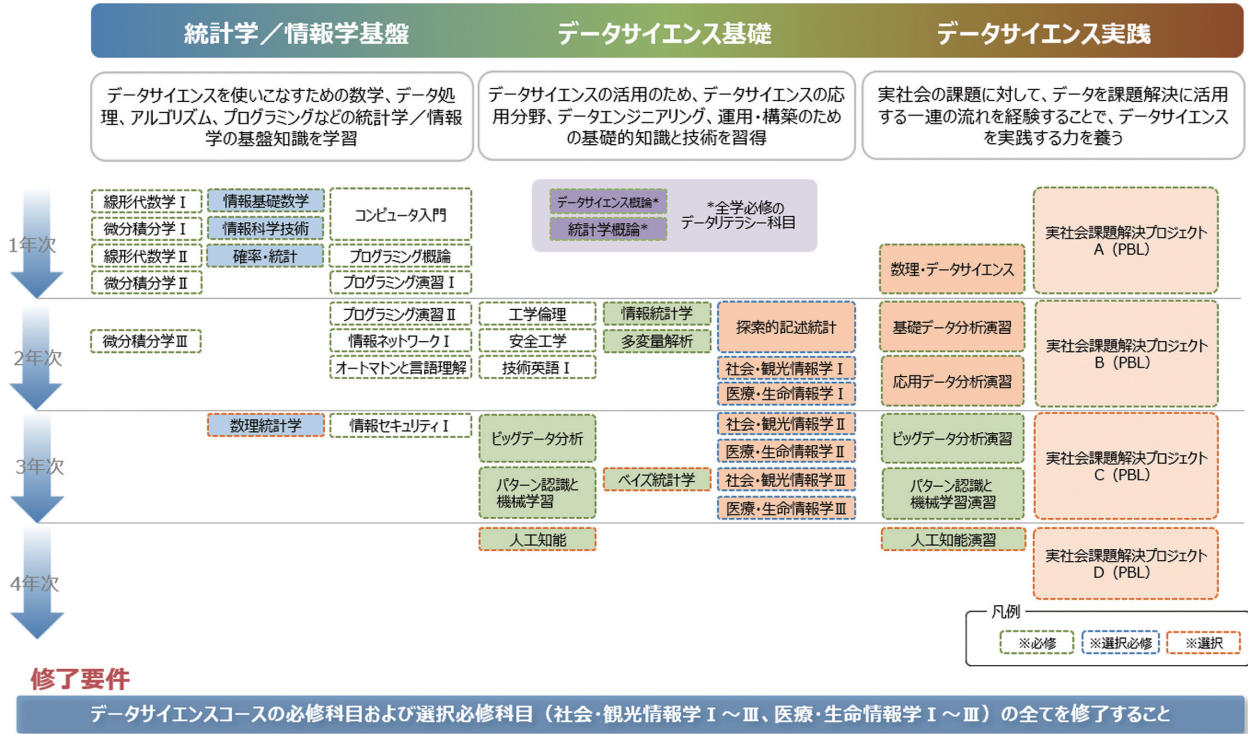 統計学／情報学基盤
データサイエンス基礎
データサイエンス実践
データサイエンスを使いこなすための数学、データ処
理、アルゴリズム、プログラミングなどの統計学／情報
学の基盤知識を学習
データサイエンスの活用のため、データサイエンスの応
用分野、データエンジニアリング、運用・構築のため
の基礎的知識と技術を習得
実社会の課題に対して、データを課題解決に活用
する一連の流れを経験することで、データサイエンス
を実践する力を養う
1年次
線形代数学Ⅰ
情報基礎数学
コンピュータ入門
微分積分学Ⅰ
情報科学技術
線形代数学Ⅱ
確率・統計
プログラミング概論
微分積分学Ⅱ
プログラミング演習Ⅰ
データサイエンス概論*
統計学概論*
*全学必修の
データリテラシー科目
数理・データサイエンス
実社会課題解決プロジェクト
A（PBL）
2年次
微分積分学Ⅲ
プログラミング演習Ⅱ
情報ネットワークⅠ
オートマトンと言語理解
工学倫理
安全工学
技術英語Ⅰ
情報統計学
多変量解析
探索的記述統計
社会・観光情報学Ⅰ
医療・生命情報学Ⅰ
基礎データ分析演習
応用データ分析演習
実社会課題解決プロジェクト
B（PBL）
3年次
数理統計学
情報セキュリティⅠ
ビッグデータ分析
パターン認識と
機械学習
ベイズ統計学
社会・観光情報学Ⅱ
医療・生命情報学Ⅱ
社会・観光情報学Ⅲ
医療・生命情報学Ⅲ
ビッグデータ分析演習
パターン認識と
機械学習演習
実社会課題解決プロジェクト
C（PBL）
4年次
人工知能
人工知能演習
実社会課題解決プロジェクト
D（PBL）
凡例
※必修
※選択必修
※選択
修了要件
データサイエンスコースの必修科目および選択必修科目（社会・観光情報学Ⅰ～Ⅲ、医療・生命情報学Ⅰ～Ⅲ）の全てを修了すること